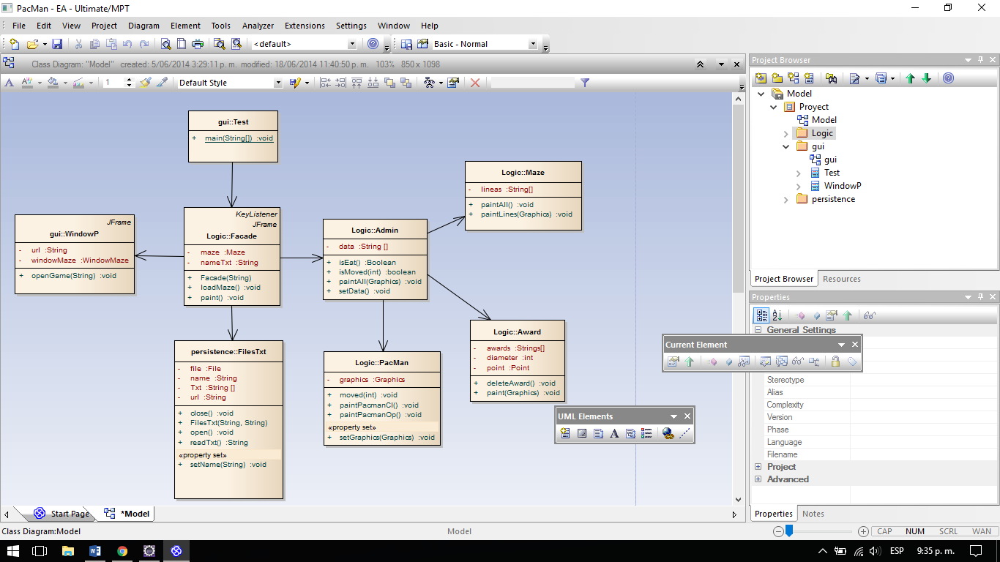 PacMan - EA - Ultimate/MPT
File Edit View Project Diagram Element Tools Analyzer Extensions Settings Window Help
<default>
Basic - Normal
Class Diagram: "Model" created: 5/06/2014 3:29:11 p. m. modified: 18/06/2014 11:40:50 p. m. 103% 850 x 1098
A 1 Default Style
gui::Test
+ main(String[]) :void
JFrame
gui::WindowP
- url :String
- windowMaze :WindowMaze
+ openGame(String) :void
KeyListener
JFrame
Logic::Facade
- maze :Maze
- nameTxt :String
+ Facade(String)
+ loadMaze() :void
+ paint() :void
Logic::Admin
- data :String []
+ isEat() :Boolean
+ isMoved(int) :boolean
+ paintAll(Graphics) :void
+ setData() :void
Logic::Maze
- lineas :String[]
+ paintAll() :void
+ paintLines(Graphics) :void
persistence::FilesTxt
- file :File
- name :String
- Txt :String []
- url :String
+ close() :void
+ FilesTxt(String, String)
+ open() :void
+ readTxt() :String
«property set»
+ setName(String) :void
Logic::PacMan
- graphics :Graphics
+ moved(int) :void
+ paintPacmanCl() :void
+ paintPacmanOp() :void
«property set»
+ setGraphics(Graphics) :void
Logic::Award
- awards :Strings[]
- diameter :int
- point :Point
+ deleteAward() :void
+ paint(Graphics) :void
UML Elements
A
Current Element
Project Browser
Model
Proyect
Model
Logic
gui
gui
Test
WindowP
persistence
Project Browser Resources
Properties
General Settings
Stereotype
Alias
Complexity
Version
Phase
Language
Filename
Project
Advanced
Properties Notes
Start Page *Model
Class Diagram:Model Model CAP NUM SCRL WAN
ESP 9:35 p. m.